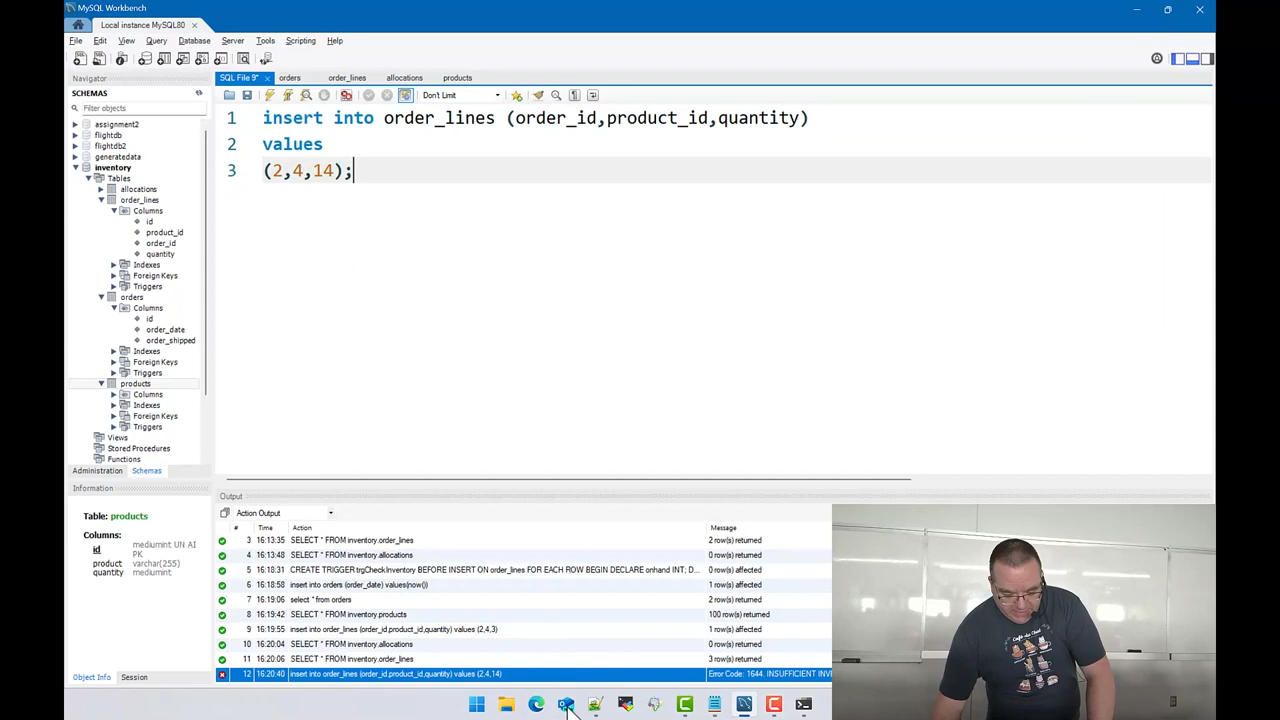 MySQL Workbench
Local instance MySQL80
File Edit View Query Database Server Tools Scripting Help
Navigator
SCHEMAS
Filter objects
assignment2
flightdb
flightdb2
generatedata
inventory
Tables
allocations
order_lines
Columns
id
product_id
order_id
quantity
Indexes
Foreign Keys
Triggers
orders
Columns
id
order_date
order_shipped
Indexes
Foreign Keys
Triggers
products
Columns
Indexes
Foreign Keys
Triggers
Views
Stored Procedures
Functions
Administration Schemas
Information
Table: products
Columns:
id mediumint UN AI PK
product varchar(255)
quantity mediumint
Object Info Session
SQL File 9* orders order_lines allocations products
Don't Limit
1 insert into order_lines (order_id,product_id,quantity)
2 values
3 (2,4,14);
Output
Action Output
# Time Action Message
3 16:13:35 SELECT * FROM inventory.order_lines 2 row(s) returned
4 16:13:48 SELECT * FROM inventory.allocations 0 row(s) returned
5 16:18:31 CREATE TRIGGER trgCheckInventory BEFORE INSERT ON order_lines FOR EACH ROW BEGIN DECLARE onhand INT; D... 0 row(s) affected
6 16:18:58 insert into orders (order_date) values(now()) 1 row(s) affected
7 16:19:06 select * from orders 2 row(s) returned
8 16:19:42 SELECT * FROM inventory.products 100 row(s) returned
9 16:19:55 insert into order_lines (order_id,product_id,quantity) values (2,4,3) 1 row(s) affected
10 16:20:04 SELECT * FROM inventory.allocations 0 row(s) returned
11 16:20:06 SELECT * FROM inventory.order_lines 3 row(s) returned
12 16:20:40 insert into order_lines (order_id,product_id,quantity) values (2,4,14) Error Code: 1644. INSUFFICIENT INV